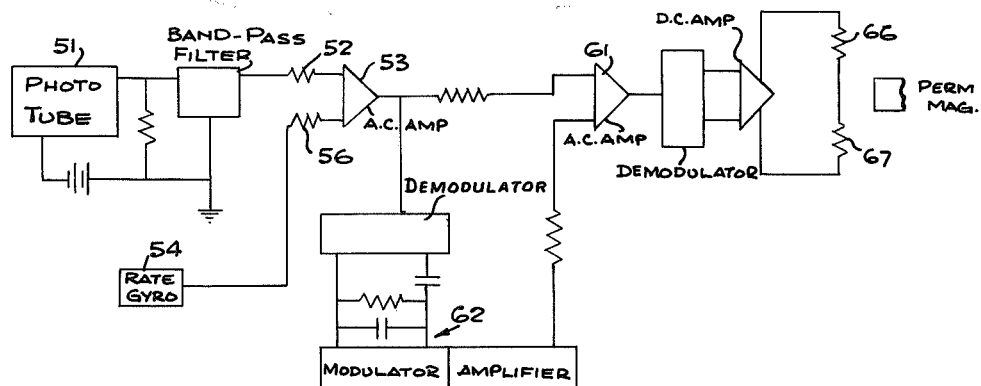 51
PHOTO
TUBE
BAND-PASS
FILTER
52
53
A.C. AMP
56
54
RATE
GYRO
DEMODULATOR
62
MODULATOR
AMPLIFIER
61
A.C. AMP
DEMODULATOR
D.C. AMP
66
67
PERM
MAG.